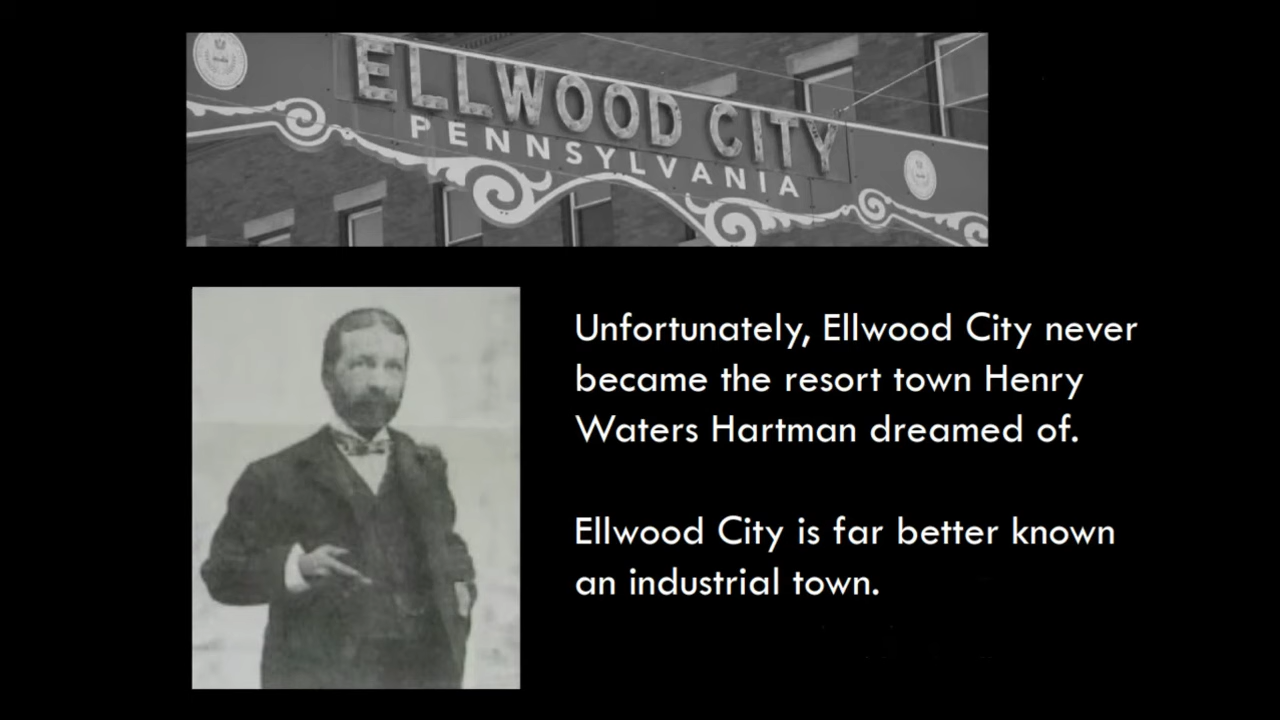 ELLWOOD CITY
PENNSYLVANIA
Unfortunately, Ellwood City never
became the resort town Henry
Waters Hartman dreamed of.
Ellwood City is far better known
an industrial town.